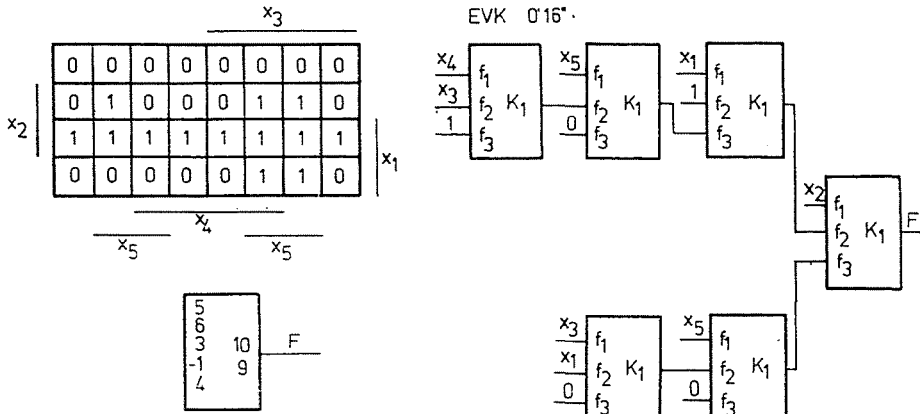 x3
EVK 0'16".
0 0 0 0 0 0 0 0
0 1 0 0 0 1 1 0
1 1 1 1 1 1 1 1
0 0 0 0 0 1 1 0
x2
x1
x4
x5
x5
5
6
3 10
-1 9
4
F
x4 f1
x3 f2 K1
1 f3
x5 f1
f2 K1
0 f3
x1 f1
1 f2 K1
f3
x2 f1
f2 K1
f3
F
x3 f1
x1 f2 K1
0 f3
x5 f1
f2 K1
0 f3